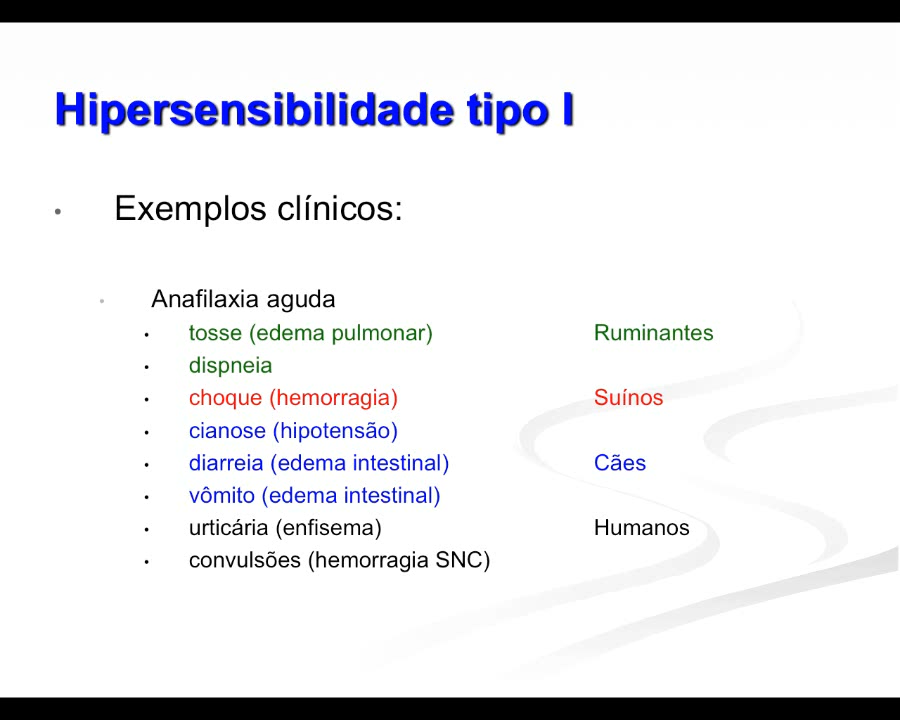 Hipersensibilidade tipo I
• Exemplos clínicos:
• Anafilaxia aguda
• tosse (edema pulmonar) Ruminantes
• dispneia
• choque (hemorragia) Suínos
• cianose (hipotensão)
• diarreia (edema intestinal) Cães
• vômito (edema intestinal)
• urticária (enfisema) Humanos
• convulsões (hemorragia SNC)